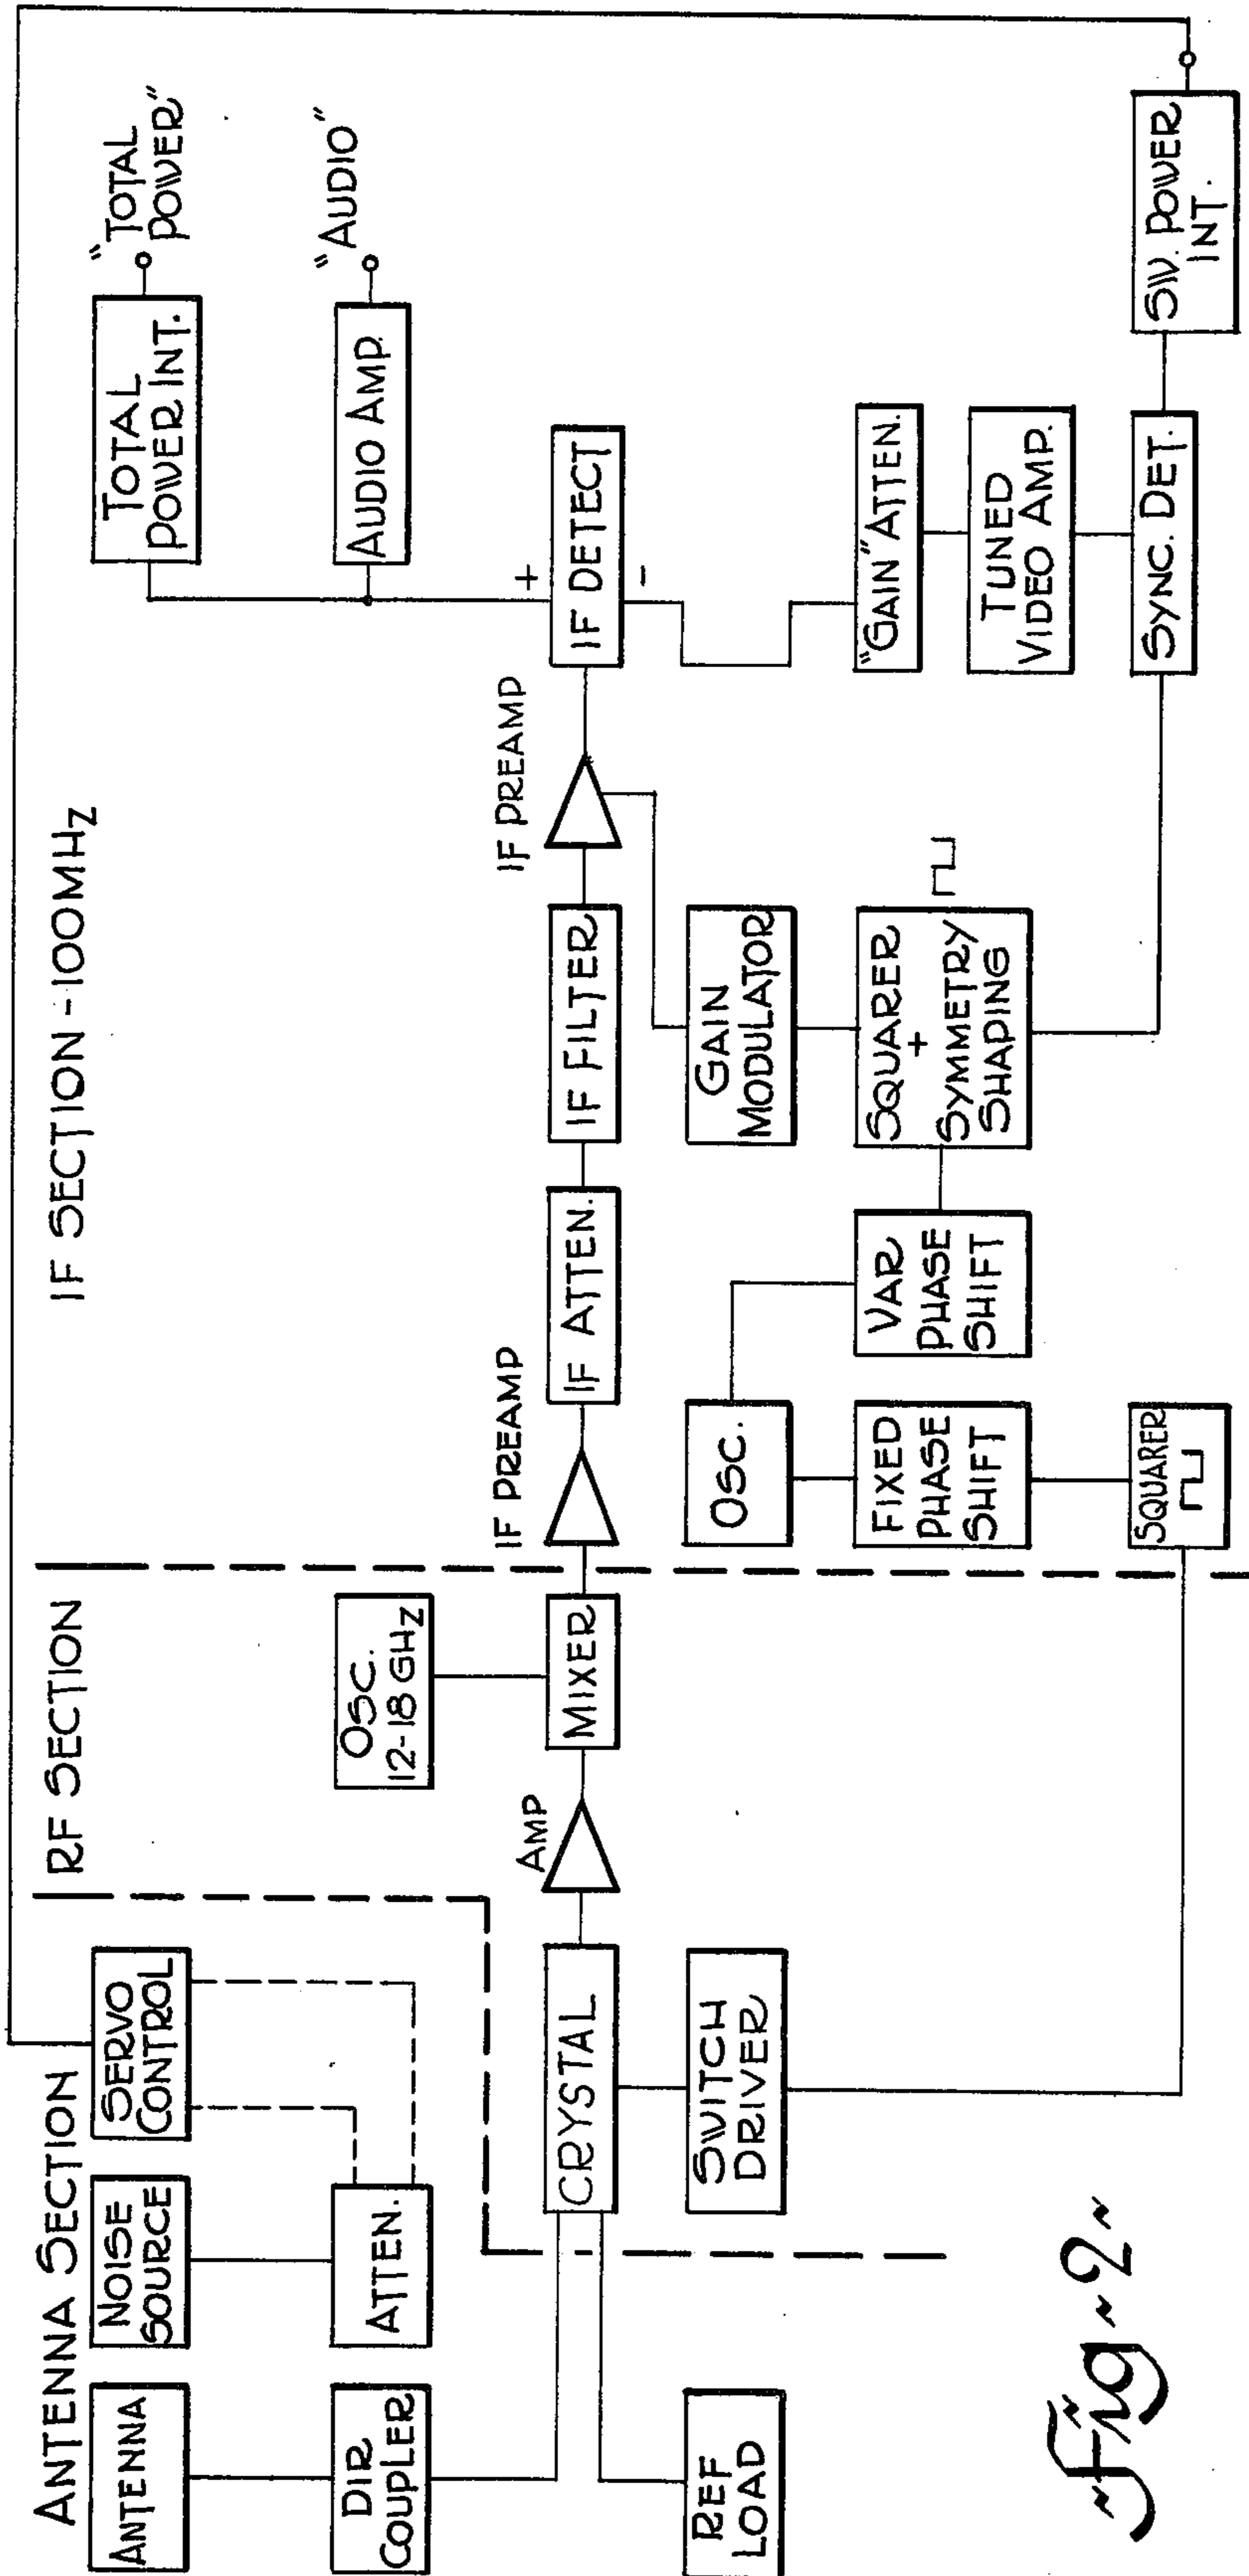 ANTENNA SECTION
RF SECTION
IF SECTION-100MHz
ANTENNA
NOISE
SOURCE
SERVO
CONTROL
TOTAL
POWER INT.
"TOTAL
POWER"
DIR
COUPLER
ATTEN.
OSC.
12-18 GHz
AUDIO AMP.
"AUDIO"
CRYSTAL
AMP
MIXER
IF PREAMP
IF ATTEN.
IF FILTER
IF PREAMP
IF DETECT
+
-
REF
LOAD
SWITCH
DRIVER
OSC.
GAIN
MODULATOR
FIXED
PHASE
SHIFT
VAR
PHASE
SHIFT
SQUARER
+
SYMMETRY
SHAPING
"GAIN" ATTEN.
TUNED
VIDEO AMP.
SQUARER
SYNC. DET.
SW. POWER
INT.
~Fig~2~